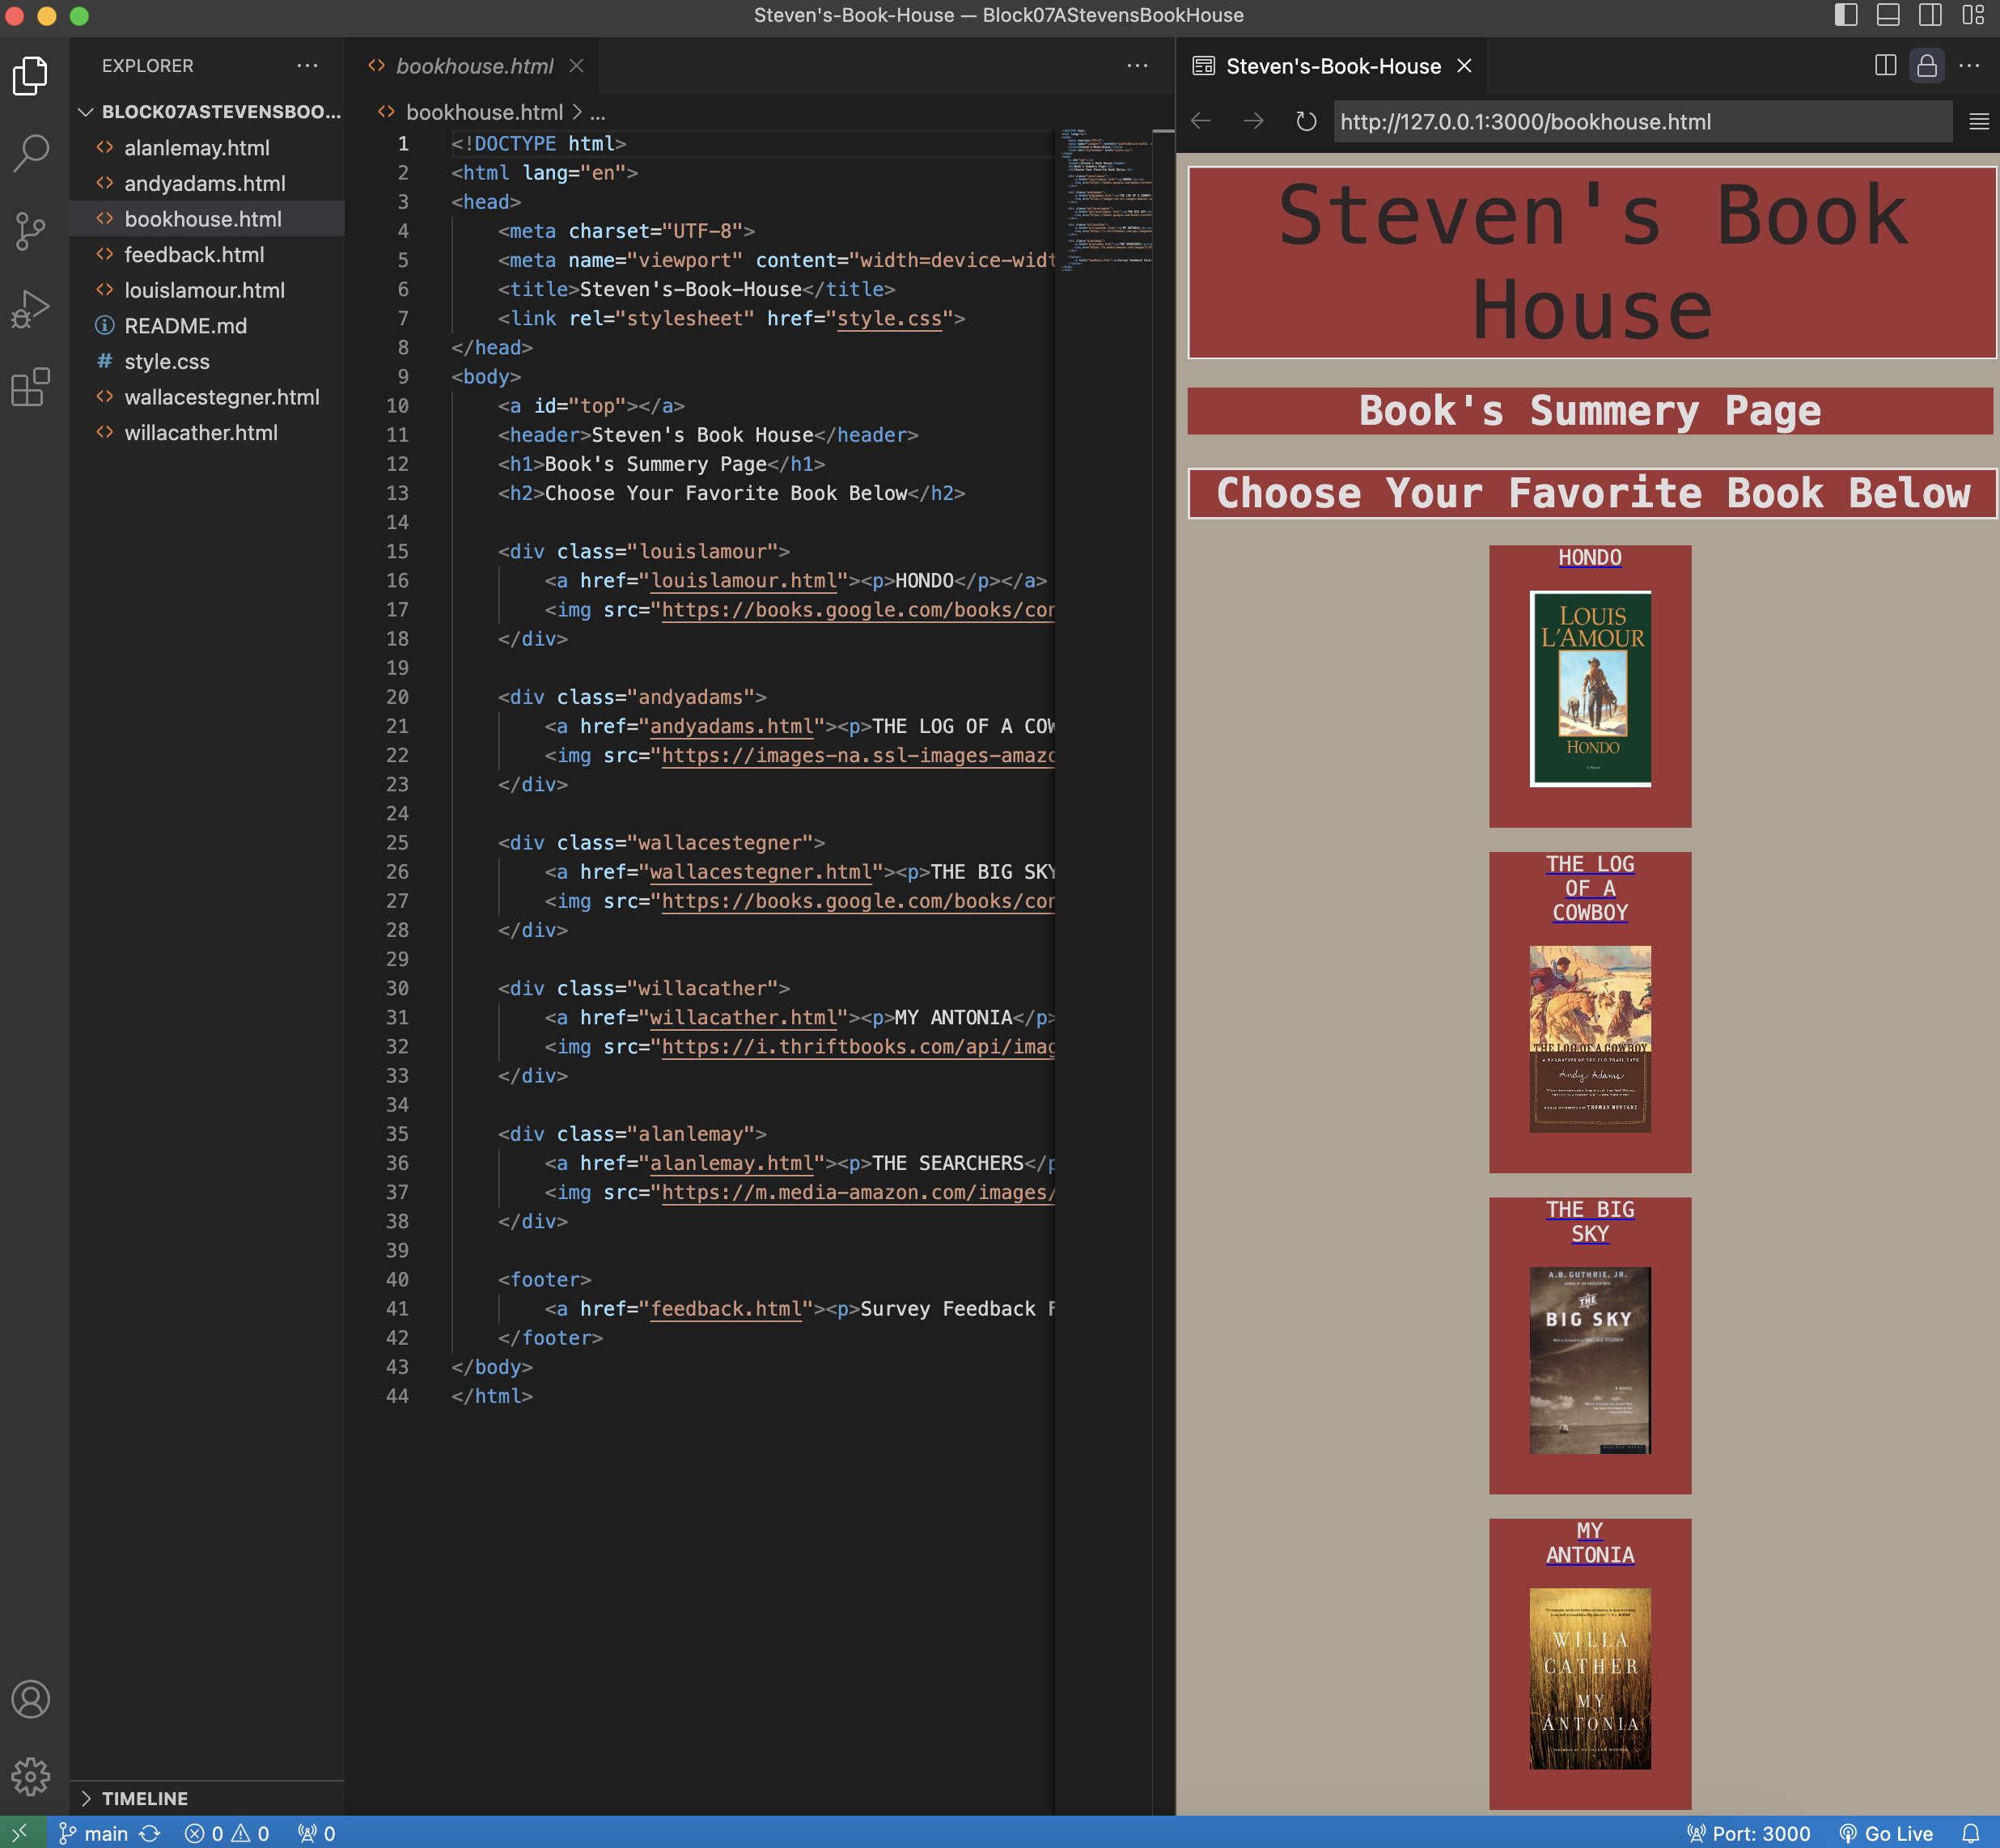 Steven's-Book-House — Block07AStevensBookHouse
EXPLORER
BLOCK07ASTEVENSBOO...
alanlemay.html
andyadams.html
bookhouse.html
feedback.html
louislamour.html
README.md
style.css
wallacestegner.html
willacather.html
TIMELINE
bookhouse.html
bookhouse.html > ...
1 <!DOCTYPE html>
2 <html lang="en">
3 <head>
4 <meta charset="UTF-8">
5 <meta name="viewport" content="width=device-widt
6 <title>Steven's-Book-House</title>
7 <link rel="stylesheet" href="style.css">
8 </head>
9 <body>
10 <a id="top"></a>
11 <header>Steven's Book House</header>
12 <h1>Book's Summery Page</h1>
13 <h2>Choose Your Favorite Book Below</h2>
14
15 <div class="louislamour">
16 <a href="louislamour.html"><p>HONDO</p></a>
17 <img src="https://books.google.com/books/con
18 </div>
19
20 <div class="andyadams">
21 <a href="andyadams.html"><p>THE LOG OF A COW
22 <img src="https://images-na.ssl-images-amazo
23 </div>
24
25 <div class="wallacestegner">
26 <a href="wallacestegner.html"><p>THE BIG SKY
27 <img src="https://books.google.com/books/con
28 </div>
29
30 <div class="willacather">
31 <a href="willacather.html"><p>MY ANTONIA</p>
32 <img src="https://i.thriftbooks.com/api/imag
33 </div>
34
35 <div class="alanlemay">
36 <a href="alanlemay.html"><p>THE SEARCHERS</p
37 <img src="https://m.media-amazon.com/images/
38 </div>
39
40 <footer>
41 <a href="feedback.html"><p>Survey Feedback F
42 </footer>
43 </body>
44 </html>
Steven's-Book-House
http://127.0.0.1:3000/bookhouse.html
Steven's Book
House
Book's Summery Page
Choose Your Favorite Book Below
HONDO
LOUIS
L'AMOUR
HONDO
THE LOG
OF A
COWBOY
THE LOG OF A COWBOY
Andy Adams
THE BIG
SKY
A.B. GUTHRIE, JR.
THE
BIG SKY
A NOVEL
MY
ANTONIA
WILLA
CATHER
MY
ÁNTONIA
main 0 0 0
Port: 3000 Go Live